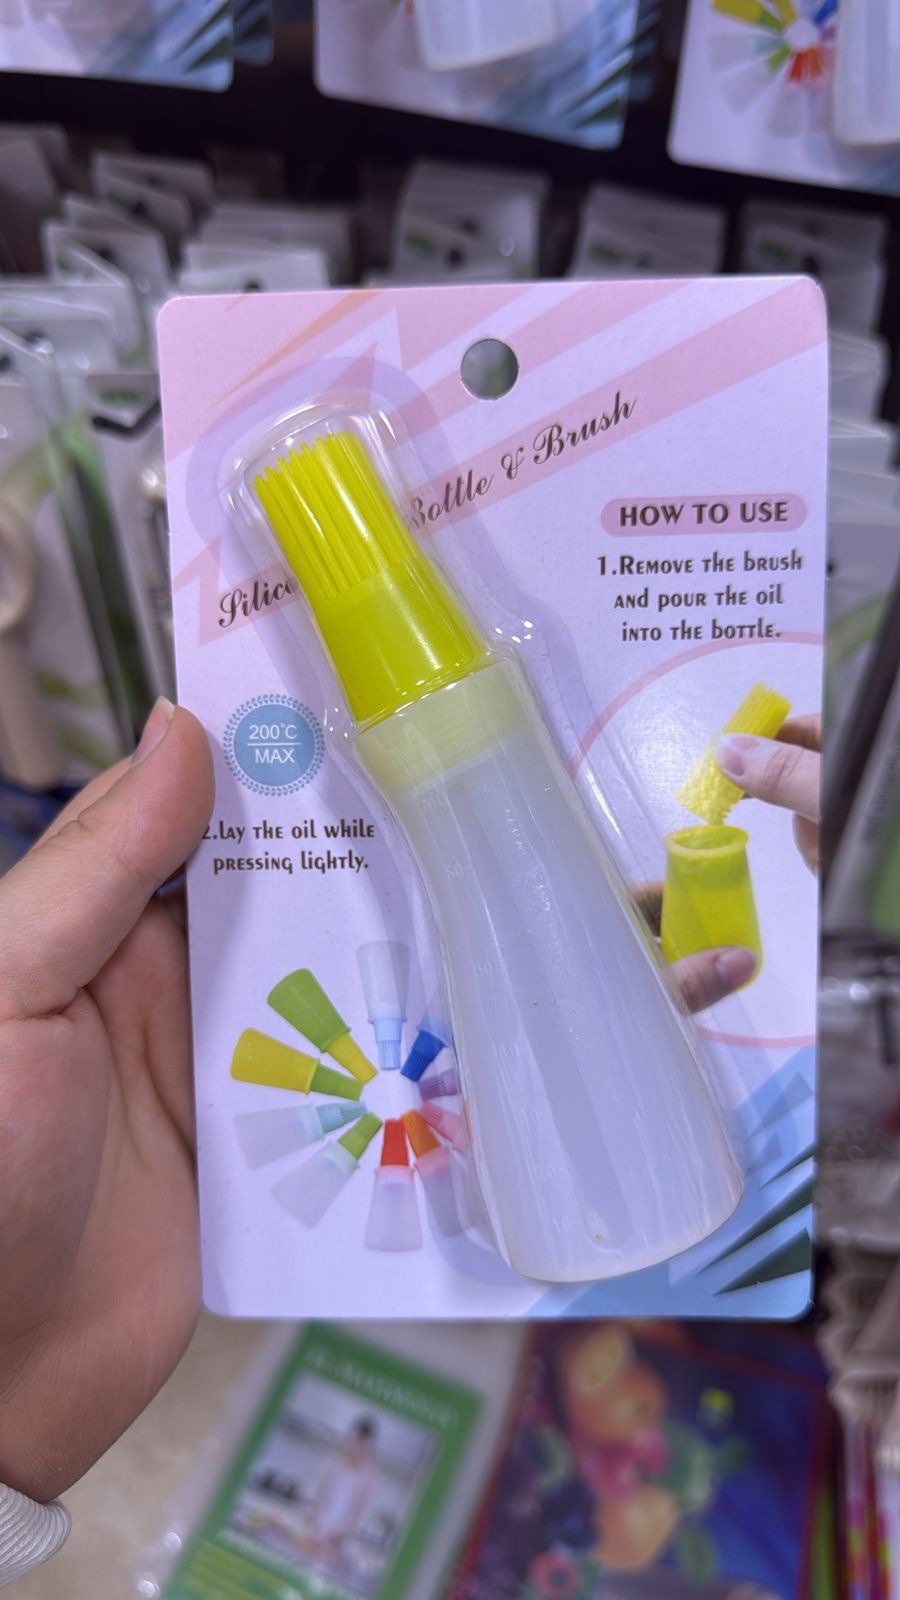 Bottle & Brush
HOW TO USE
1.REMOVE THE BRUSH
AND POUR THE OIL
INTO THE BOTTLE.
200°C
MAX
2.LAY THE OIL WHILE
PRESSING LIGHTLY.